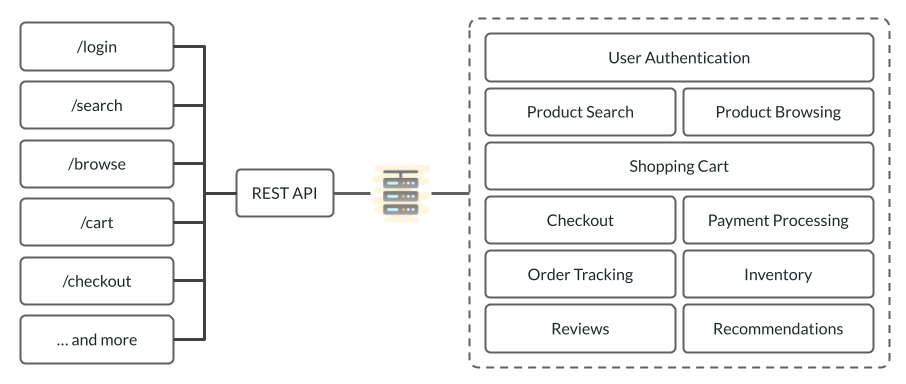 /login
/search
/browse
/cart
/checkout
... and more
REST API
User Authentication
Product Search
Product Browsing
Shopping Cart
Checkout
Payment Processing
Order Tracking
Inventory
Reviews
Recommendations